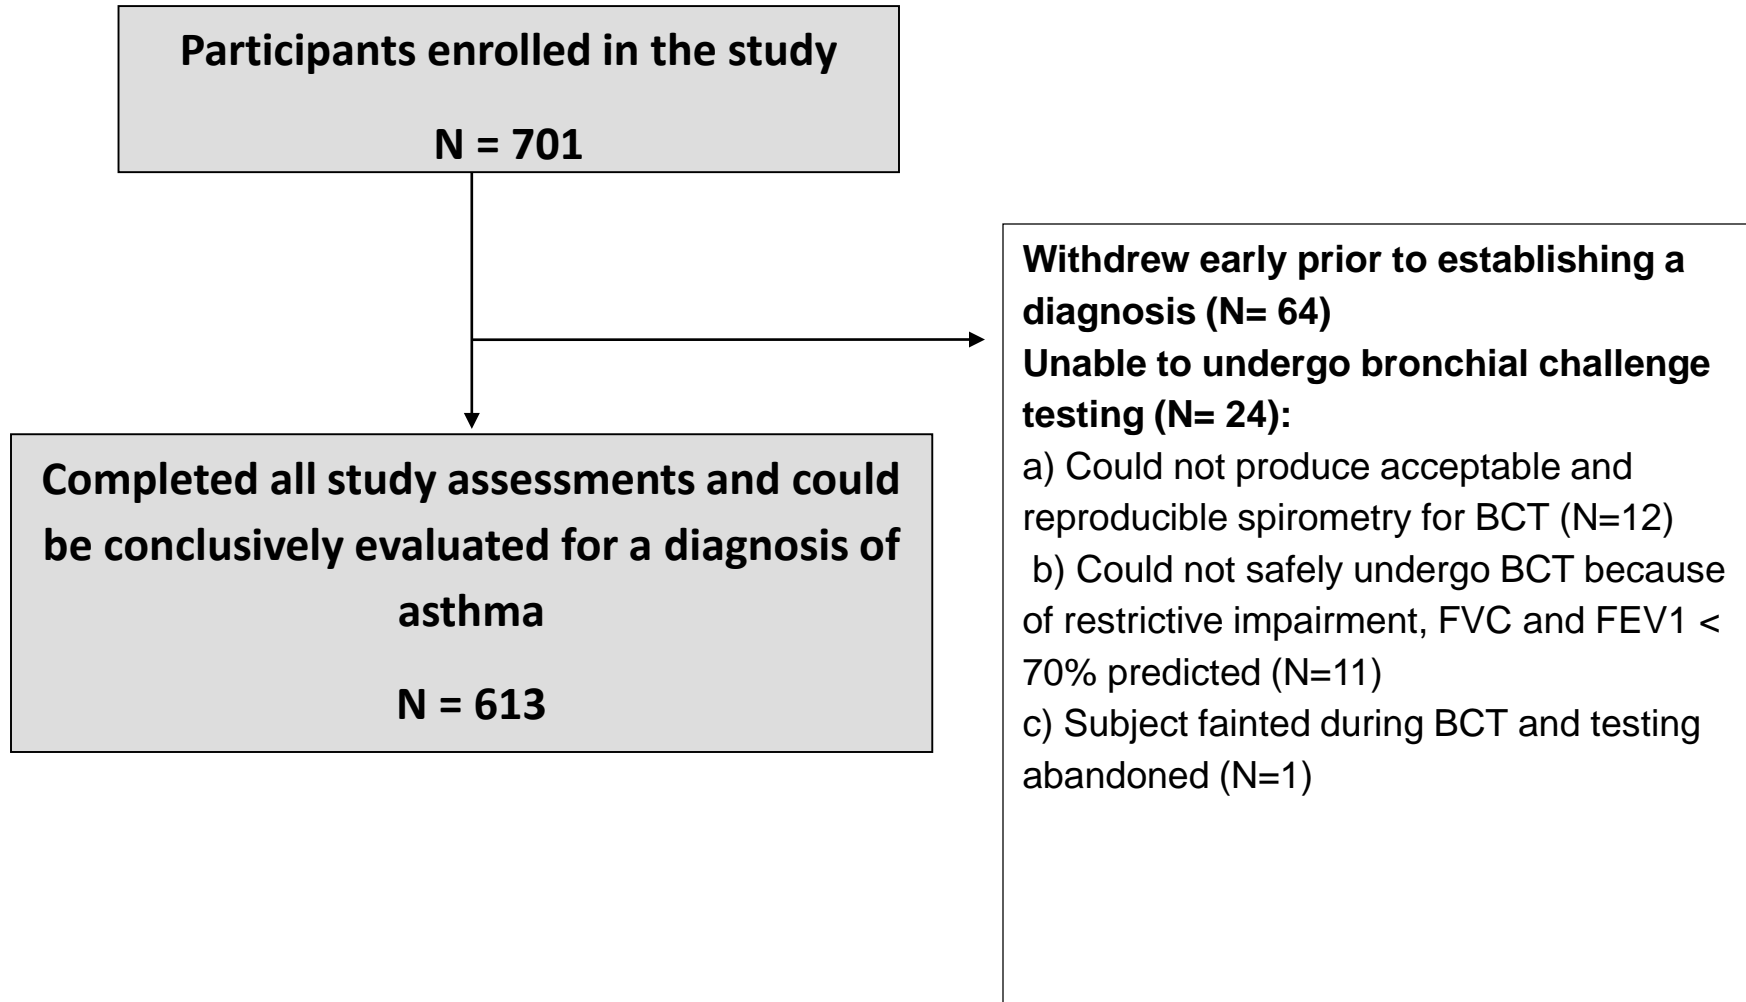 Participants enrolled in the study
N = 701
Withdrew early prior to establishing a
diagnosis (N= 64)
Unable to undergo bronchial challenge
testing (N= 24):
a) Could not produce acceptable and
reproducible spirometry for BCT (N=12)
b) Could not safely undergo BCT because
of restrictive impairment, FVC and FEV1 <
70% predicted (N=11)
c) Subject fainted during BCT and testing
abandoned (N=1)
Completed all study assessments and could
be conclusively evaluated for a diagnosis of
asthma
N = 613